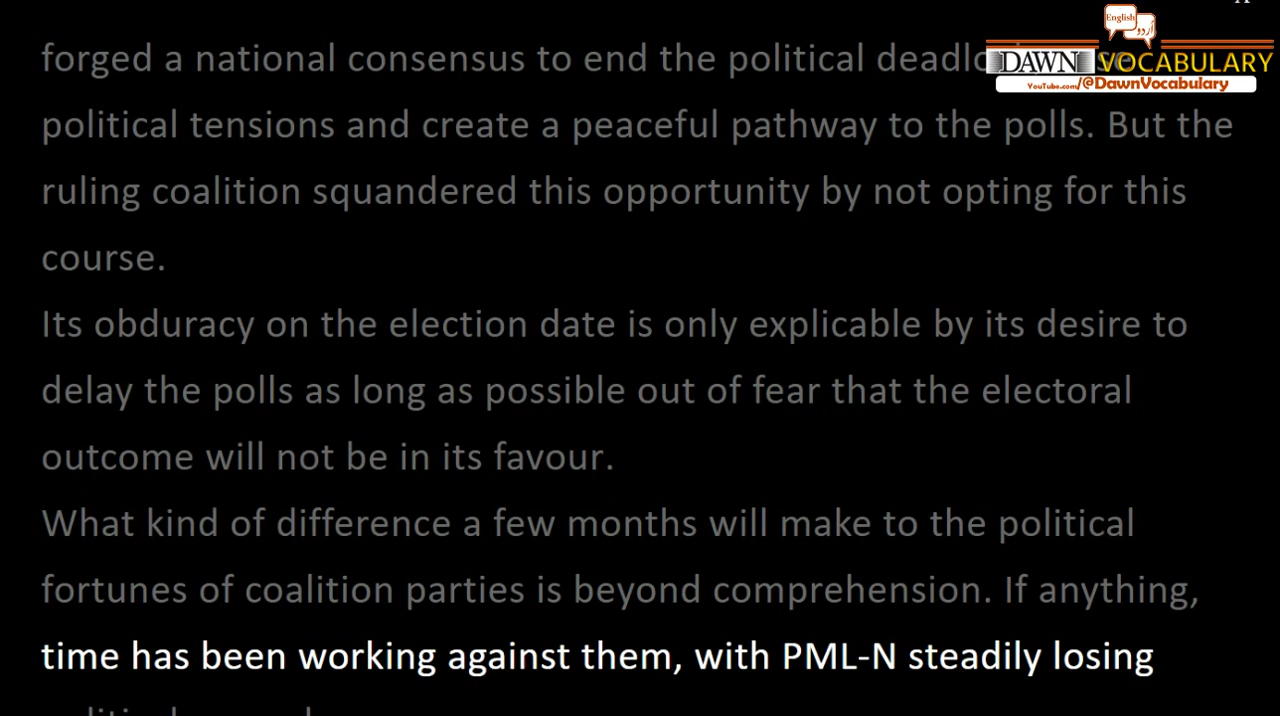 English
اُردو
DAWN VOCABULARY
YouTube.com/@DawnVocabulary
forged a national consensus to end the political
political tensions and create a peaceful pathway to the polls. But the
ruling coalition squandered this opportunity by not opting for this
course.
Its obduracy on the election date is only explicable by its desire to
delay the polls as long as possible out of fear that the electoral
outcome will not be in its favour.
What kind of difference a few months will make to the political
fortunes of coalition parties is beyond comprehension. If anything,
time has been working against them, with PML-N steadily losing